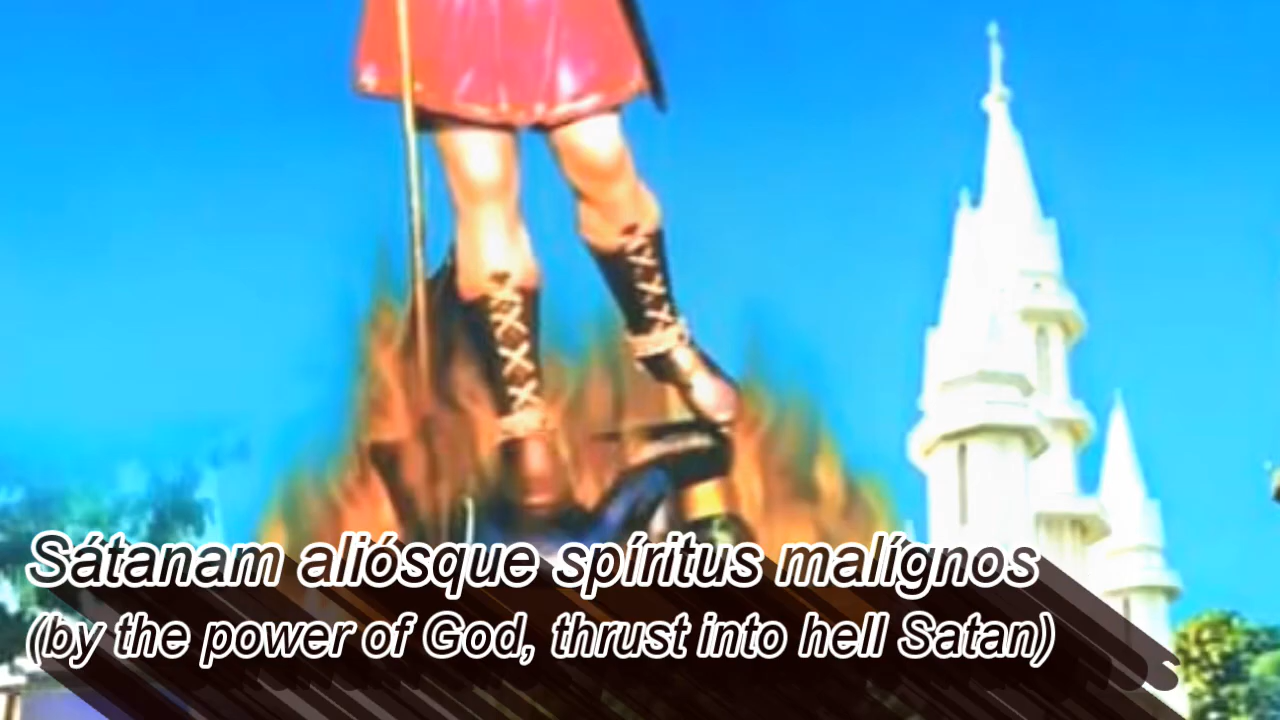 Sátanam aliósque spíritus malígnos
(by the power of God, thrust into hell Satan)